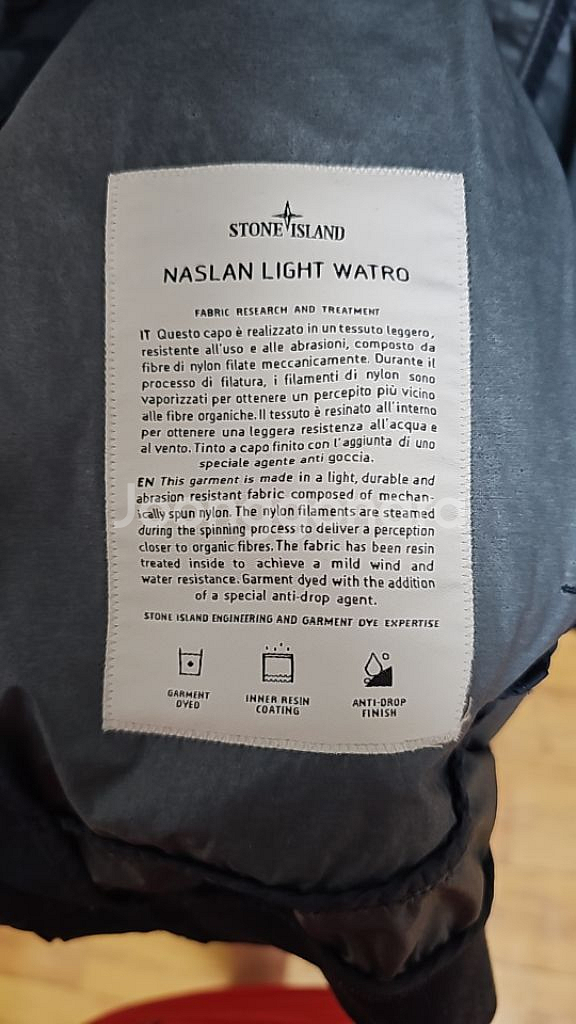 STONE ISLAND
NASLAN LIGHT WATRO
FABRIC RESEARCH AND TREATMENT
IT Questo capo è realizzato in un tessuto leggero,
resistente all'uso e alle abrasioni, composto da
fibre di nylon filate meccanicamente. Durante il
processo di filatura, i filamenti di nylon sono
vaporizzati per ottenere un percepito più vicino
alle fibre organiche. Il tessuto è resinato all'interno
per ottenere una leggera resistenza all'acqua e
al vento. Tinto a capo finito con l'aggiunta di uno
speciale agente anti goccia.
EN This garment is made in a light, durable and
abrasion resistant fabric composed of mechan-
ically spun nylon. The nylon filaments are steamed
during the spinning process to deliver a perception
closer to organic fibres. The fabric has been resin
treated inside to achieve a mild wind and
water resistance. Garment dyed with the addition
of a special anti-drop agent.
STONE ISLAND ENGINEERING AND GARMENT DYE EXPERTISE
GARMENT DYED
INNER RESIN COATING
ANTI-DROP FINISH